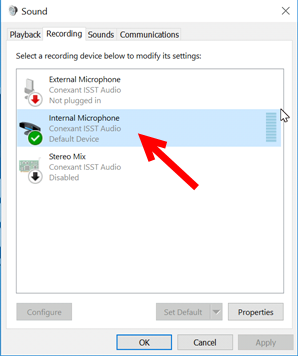 Sound
Playback Recording Sounds Communications
Select a recording device below to modify its settings:
External Microphone
Conexant ISST Audio
Not plugged in
Internal Microphone
Conexant ISST Audio
Default Device
Stereo Mix
Conexant ISST Audio
Disabled
Configure Set Default Properties
OK Cancel Apply